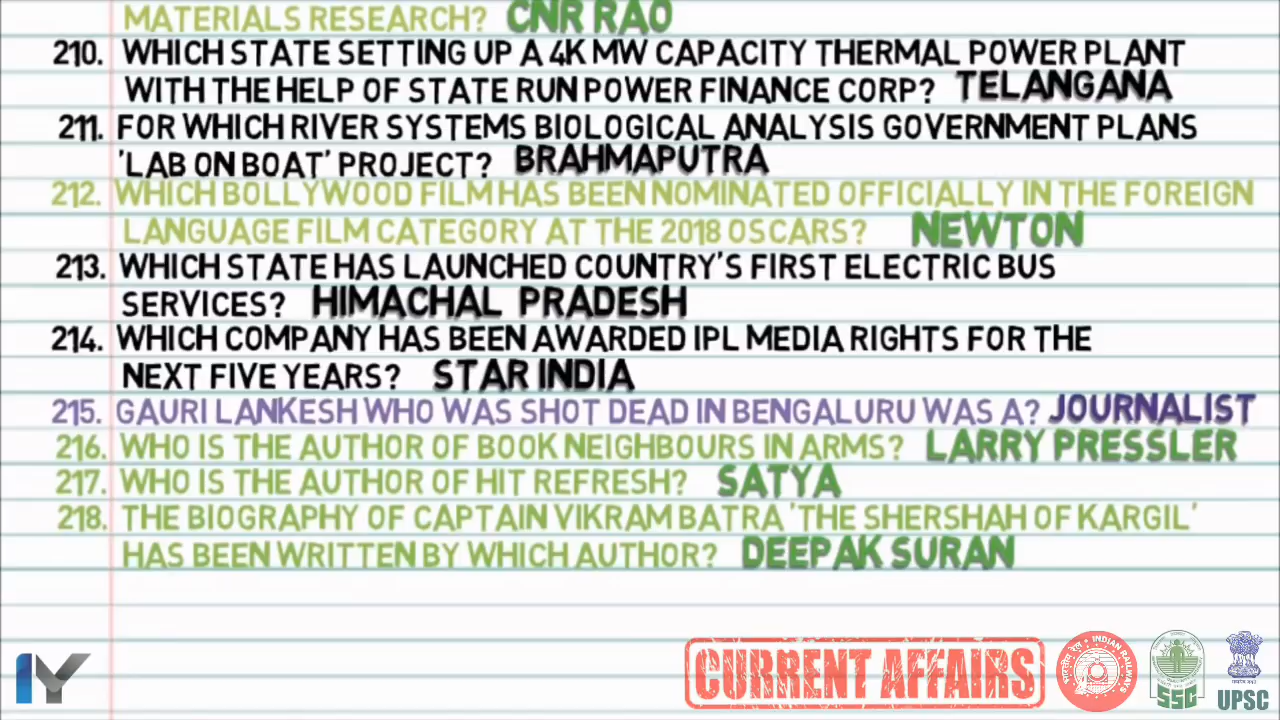 MATERIALS RESEARCH? CNR RAO
210. WHICH STATE SETTING UP A 4K MW CAPACITY THERMAL POWER PLANT
WITH THE HELP OF STATE RUN POWER FINANCE CORP? TELANGANA
211. FOR WHICH RIVER SYSTEMS BIOLOGICAL ANALYSIS GOVERNMENT PLANS
'LAB ON BOAT' PROJECT? BRAHMAPUTRA
212. WHICH BOLLYWOOD FILM HAS BEEN NOMINATED OFFICIALLY IN THE FOREIGN
LANGUAGE FILM CATEGORY AT THE 2018 OSCARS? NEWTON
213. WHICH STATE HAS LAUNCHED COUNTRY'S FIRST ELECTRIC BUS
SERVICES? HIMACHAL PRADESH
214. WHICH COMPANY HAS BEEN AWARDED IPL MEDIA RIGHTS FOR THE
NEXT FIVE YEARS? STAR INDIA
215. GAURI LANKESH WHO WAS SHOT DEAD IN BENGALURU WAS A? JOURNALIST
216. WHO IS THE AUTHOR OF BOOK NEIGHBOURS IN ARMS? LARRY PRESSLER
217. WHO IS THE AUTHOR OF HIT REFRESH? SATYA
218. THE BIOGRAPHY OF CAPTAIN VIKRAM BATRA 'THE SHERSHAH OF KARGIL'
HAS BEEN WRITTEN BY WHICH AUTHOR? DEEPAK SURAN
IY
CURRENT AFFAIRS
INDIAN RAILWAYS
SSC
UPSC